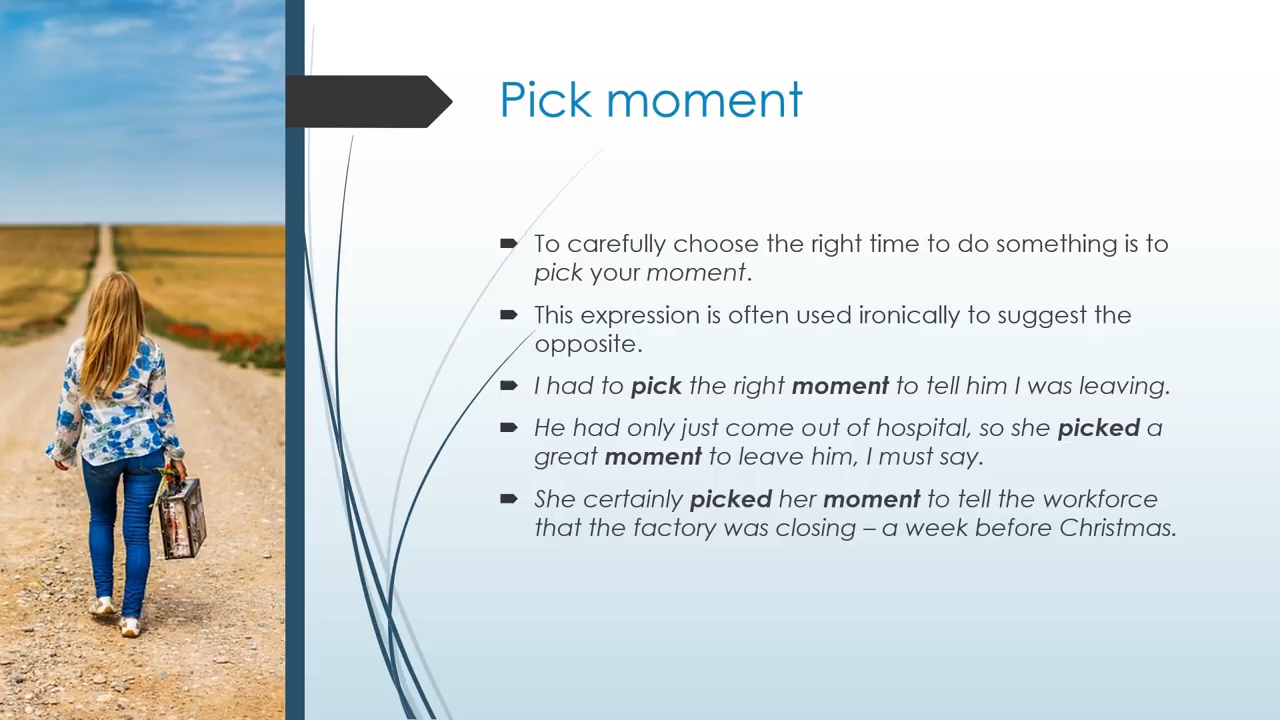 Pick moment
To carefully choose the right time to do something is to
pick your moment.
This expression is often used ironically to suggest the
opposite.
I had to pick the right moment to tell him I was leaving.
He had only just come out of hospital, so she picked a
great moment to leave him, I must say.
She certainly picked her moment to tell the workforce
that the factory was closing – a week before Christmas.